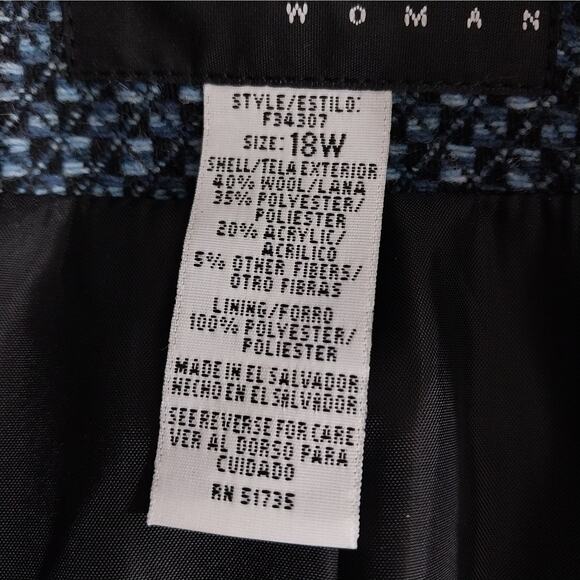 WOMAN
STYLE/ESTILO:
F34307
SIZE: 18W
SHELL/TELA EXTERIOR
40% WOOL/LANA
35% POLYESTER/
POLIESTER
20% ACRYLIC/
ACRILICO
5% OTHER FIBERS/
OTRO FIBRAS
LINING/FORRO
100% POLYESTER/
POLIESTER
MADE IN EL SALVADOR
HECHO EN EL SALVADOR
SEE REVERSE FOR CARE
VER AL DORSO PARA
CUIDADO
RN 51735